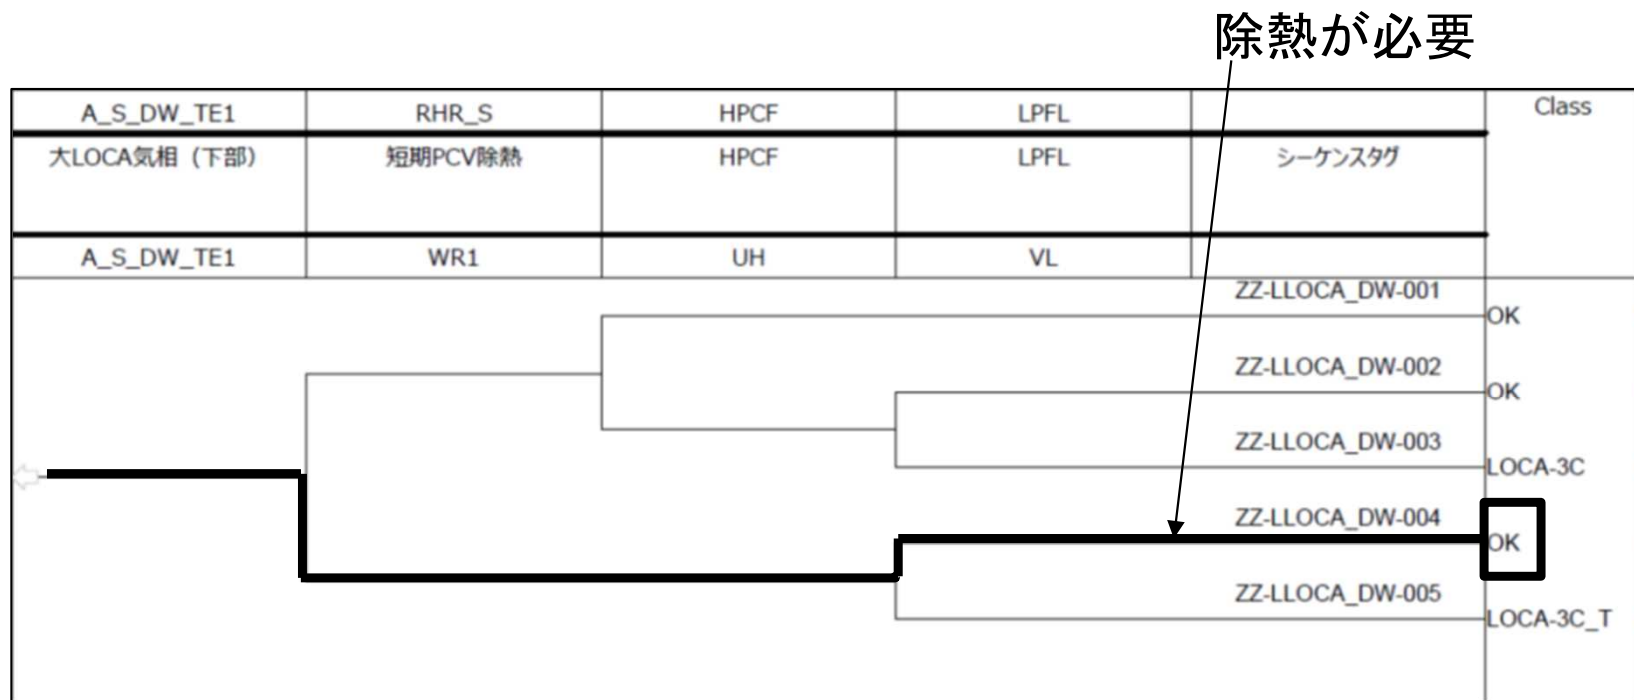 除熱が必要
A_S_DW_TE1 RHR_S HPCF LPFL Class
大LOCA気相（下部） 短期PCV除熱 HPCF LPFL シーケンスタグ
A_S_DW_TE1 WR1 UH VL
ZZ-LLOCA_DW-001
OK
ZZ-LLOCA_DW-002
OK
ZZ-LLOCA_DW-003
LOCA-3C
ZZ-LLOCA_DW-004
OK
ZZ-LLOCA_DW-005
LOCA-3C_T